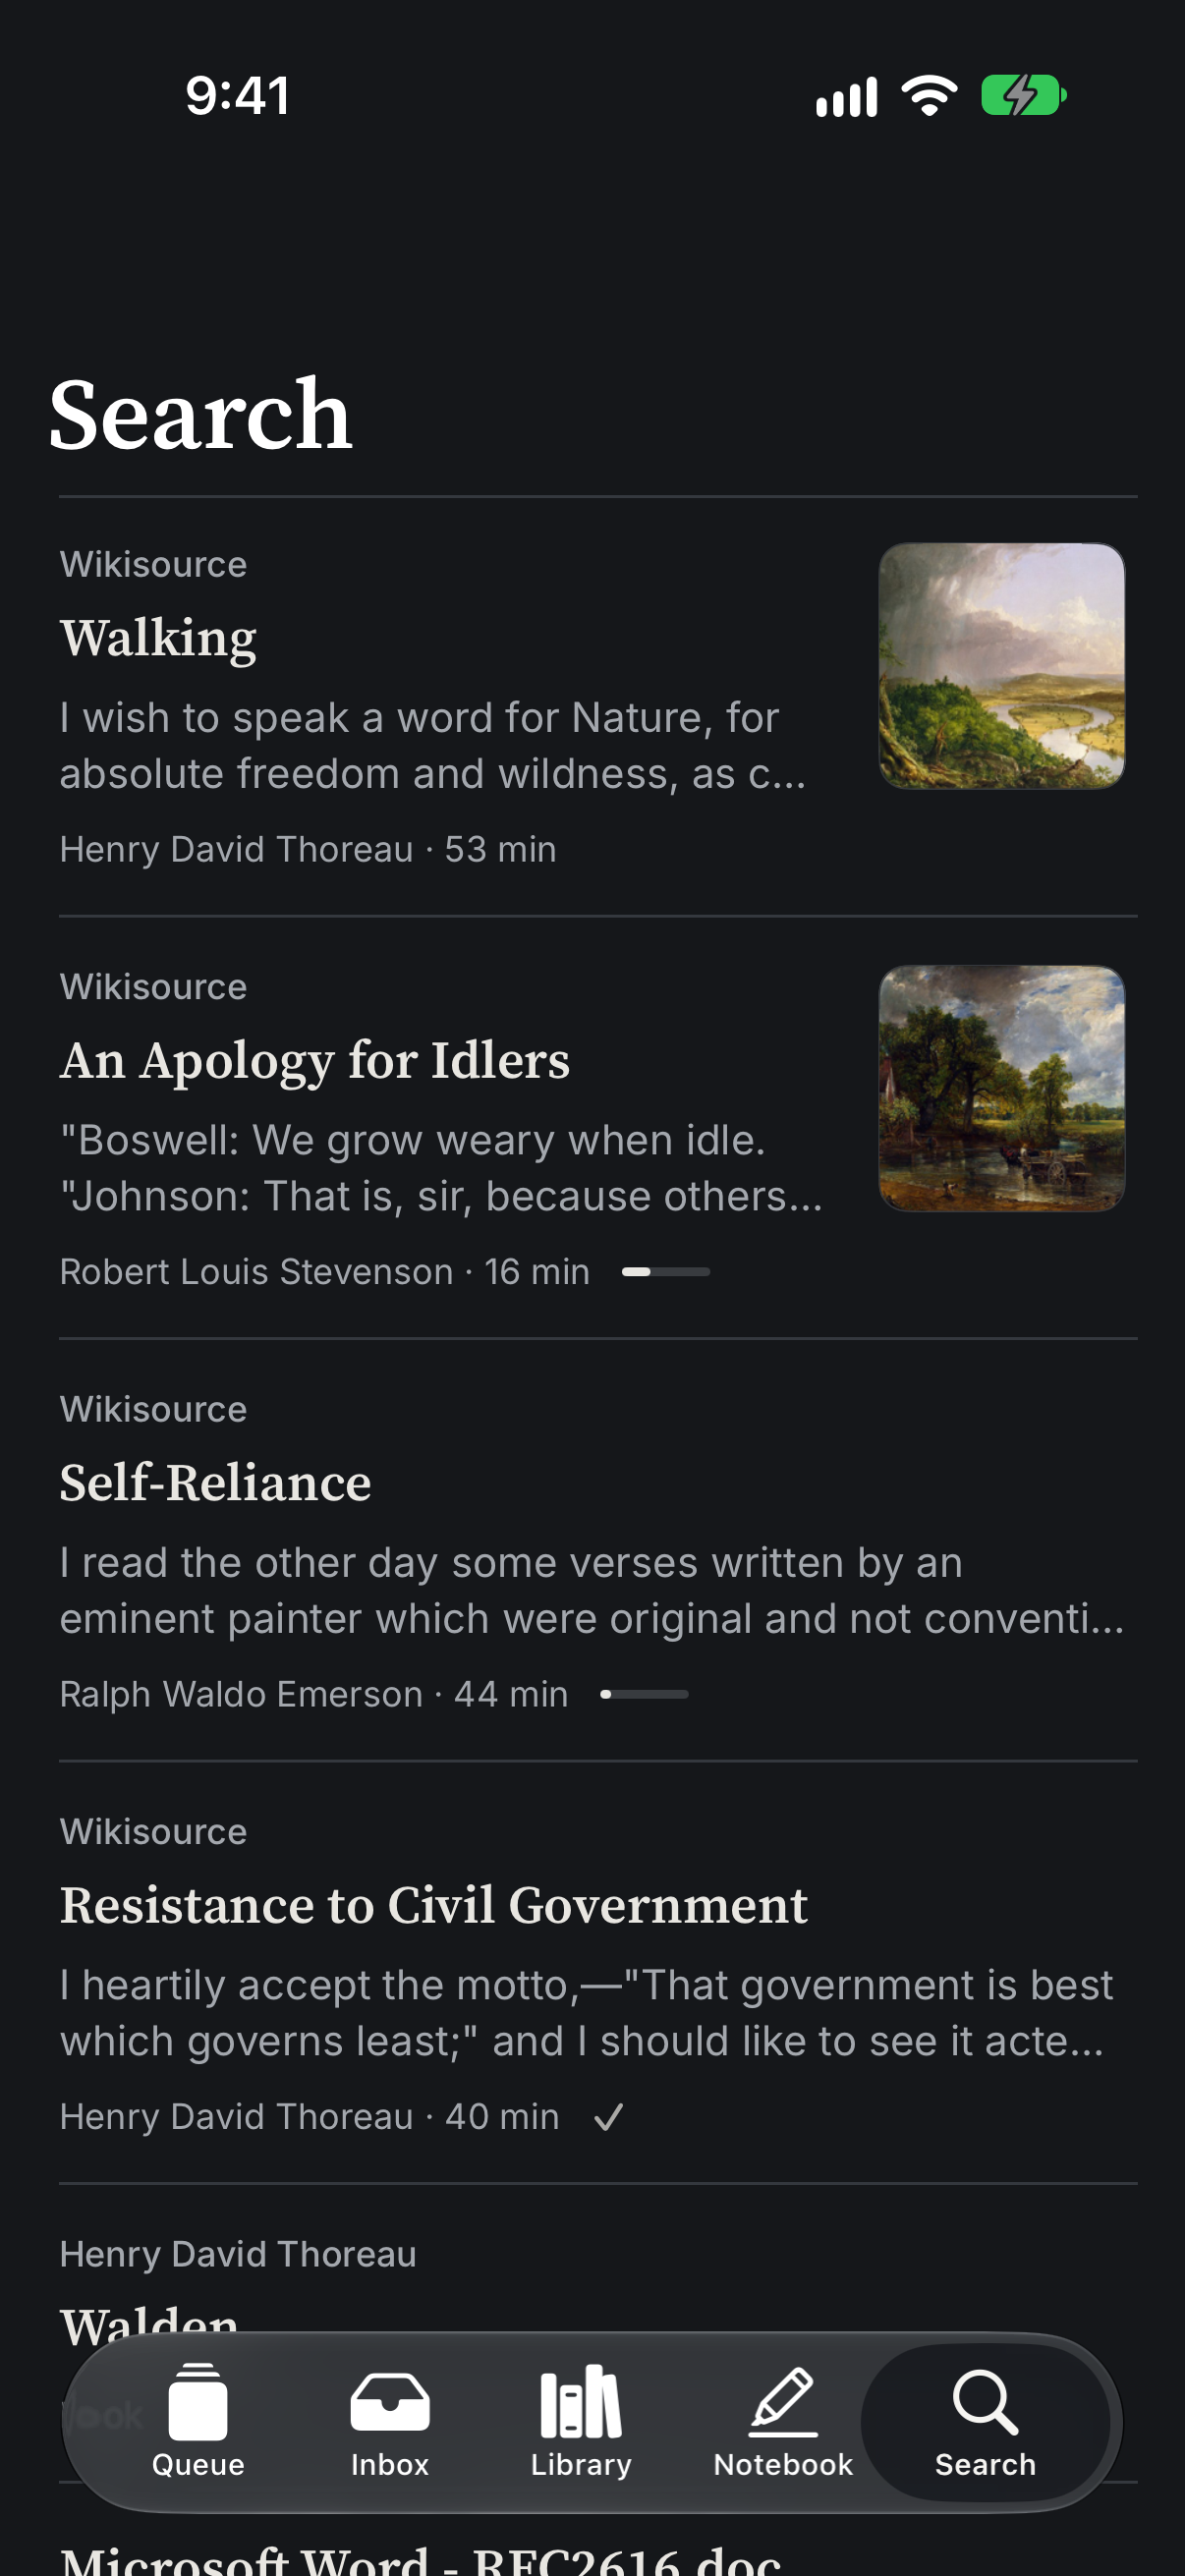 9:41
Search
Wikisource
Walking
I wish to speak a word for Nature, for
absolute freedom and wildness, as c...
Henry David Thoreau · 53 min
Wikisource
An Apology for Idlers
"Boswell: We grow weary when idle.
"Johnson: That is, sir, because others...
Robert Louis Stevenson · 16 min
Wikisource
Self-Reliance
I read the other day some verses written by an
eminent painter which were original and not conventi...
Ralph Waldo Emerson · 44 min
Wikisource
Resistance to Civil Government
I heartily accept the motto,—"That government is best
which governs least;" and I should like to see it acte...
Henry David Thoreau · 40 min
Henry David Thoreau
Walden
Queue
Inbox
Library
Notebook
Search
Microsoft Word - RFC2616.doc